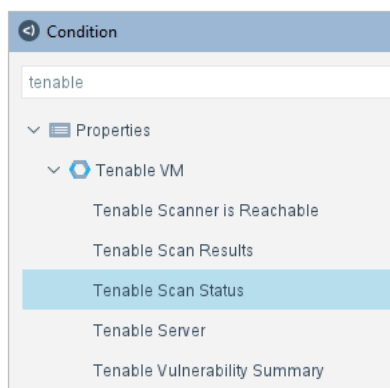 Condition
tenable
Properties
Tenable VM
Tenable Scanner is Reachable
Tenable Scan Results
Tenable Scan Status
Tenable Server
Tenable Vulnerability Summary